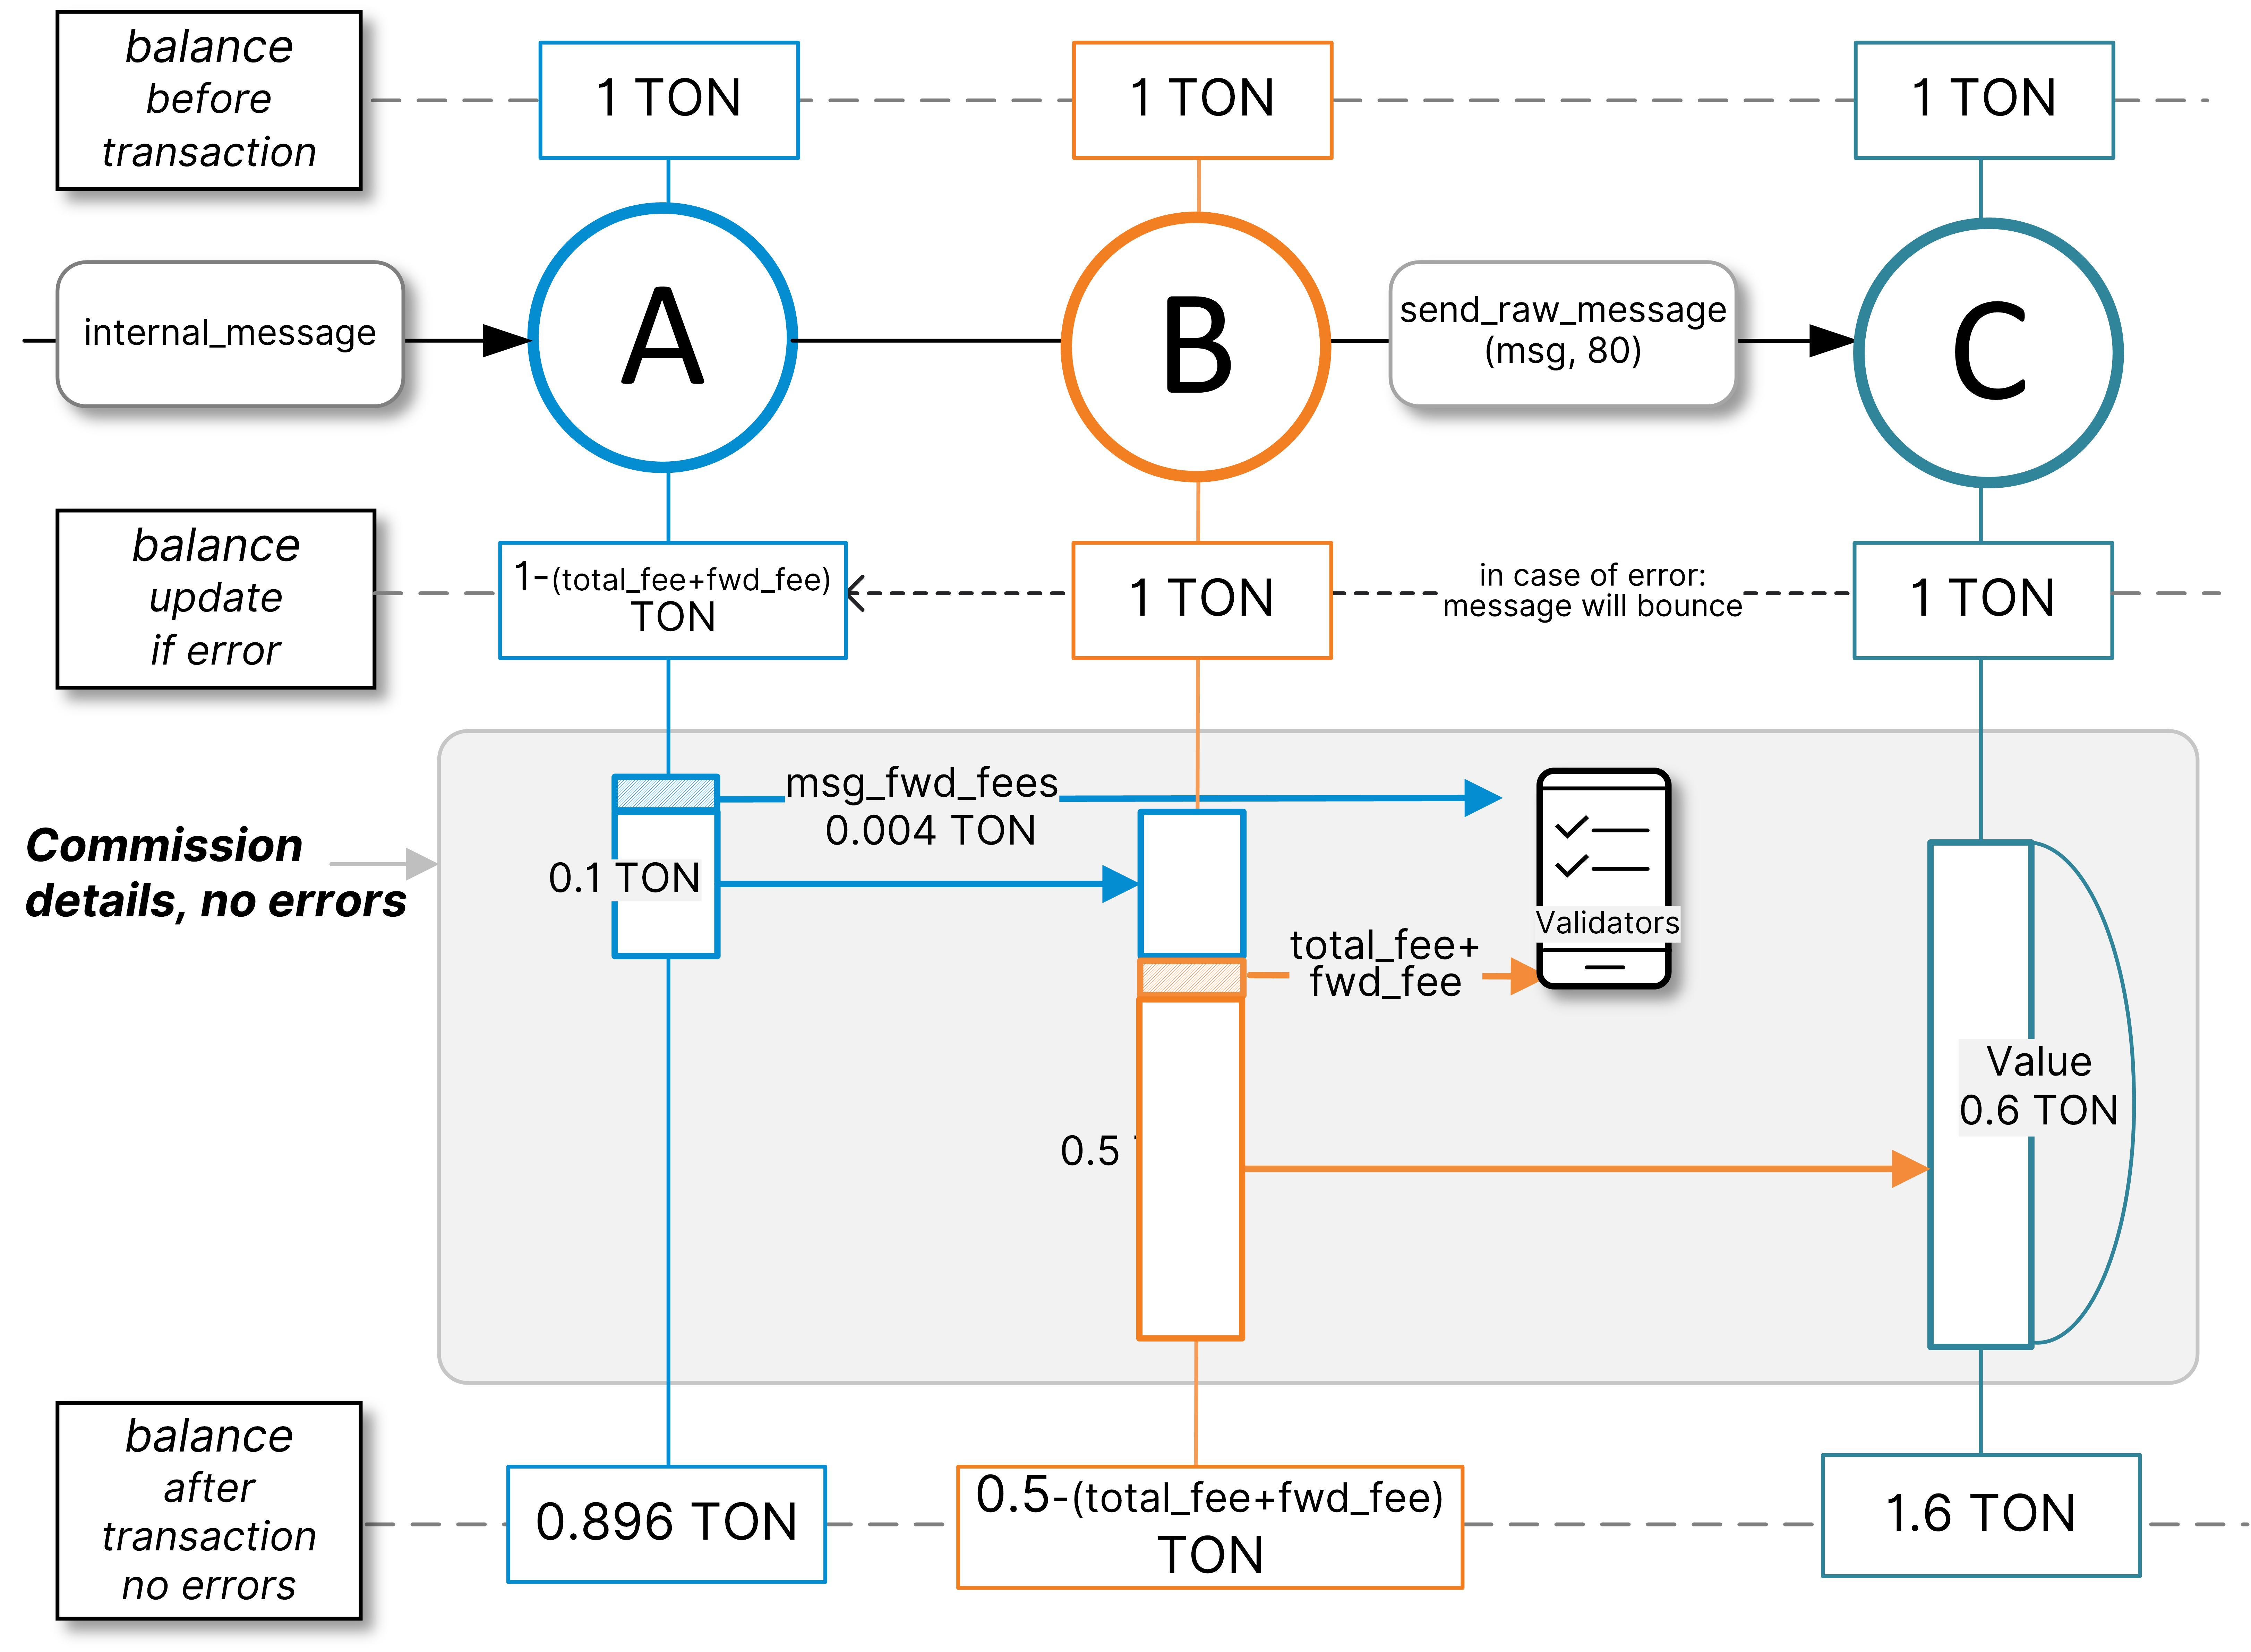 balance
before
transaction
1 TON
1 TON
1 TON
internal_message
A
B
send_raw_message
(msg, 80)
C
balance
update
if error
1-(total_fee+fwd_fee)
TON
1 TON
in case of error:
message will bounce
1 TON
Commission
details, no errors
msg_fwd_fees
0.004 TON
0.1 TON
Validators
total_fee+
fwd_fee
Value
0.6 TON
0.5
balance
after
transaction
no errors
0.896 TON
0.5-(total_fee+fwd_fee)
TON
1.6 TON